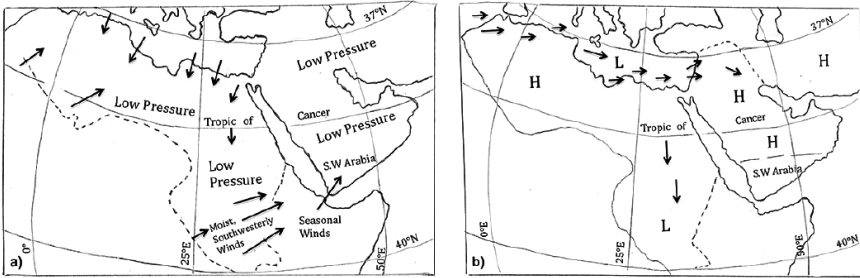 37°N
Low Pressure
Low Pressure
Cancer
Tropic of
Low Pressure
Low
Pressure
S.W Arabia
Moist,
Southwesterly
Winds
Seasonal
Winds
a)
0°
25°E
50°E
40°N
37°N
L
H
H
H
Cancer
Tropic of
H
S.W Arabia
L
b)
0°E
25°E
90°E
40°N